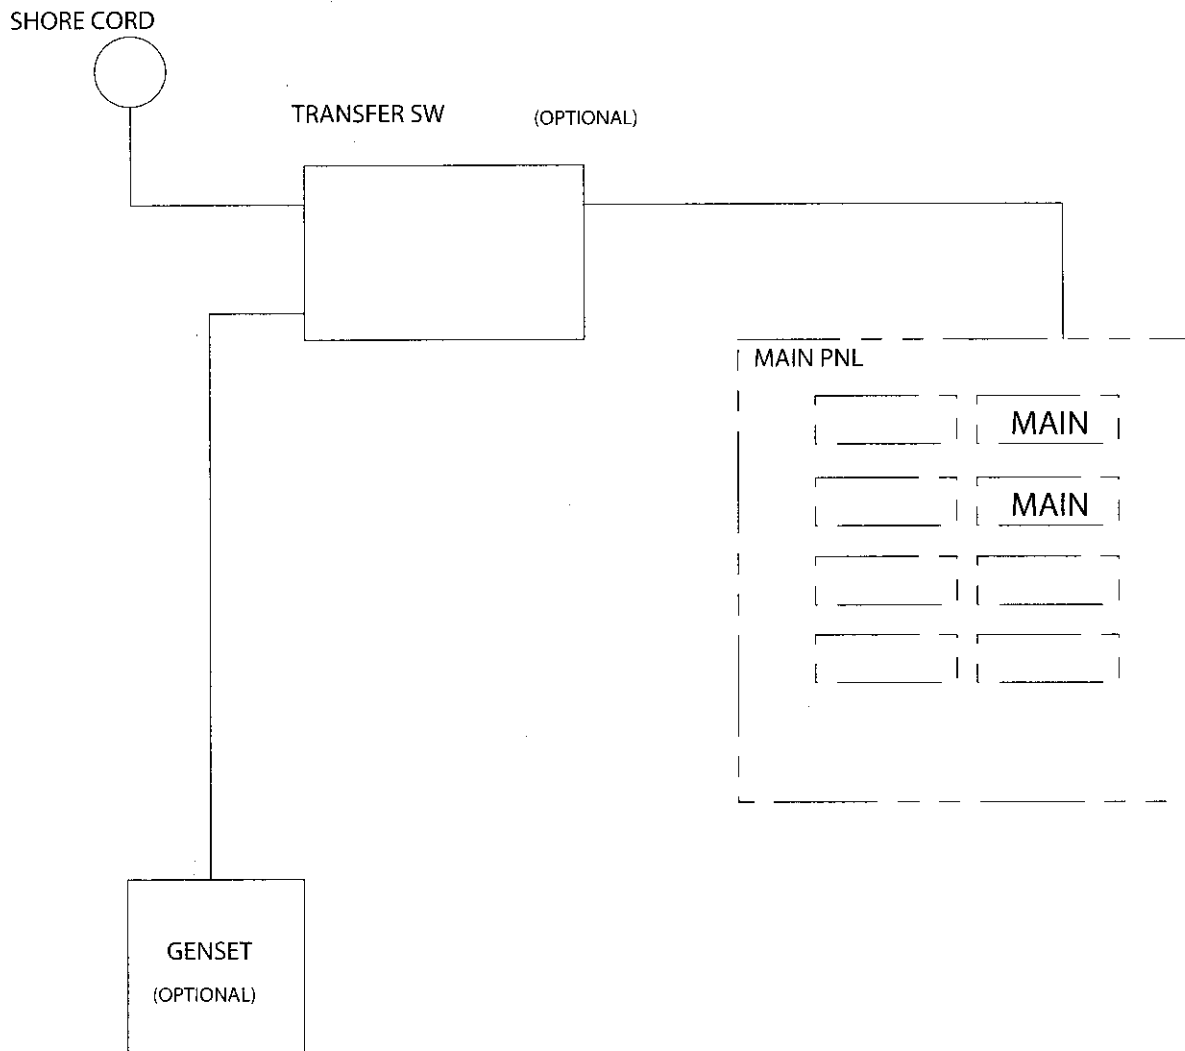 SHORE CORD
TRANSFER SW (OPTIONAL)
MAIN PNL
MAIN
MAIN
GENSET
(OPTIONAL)